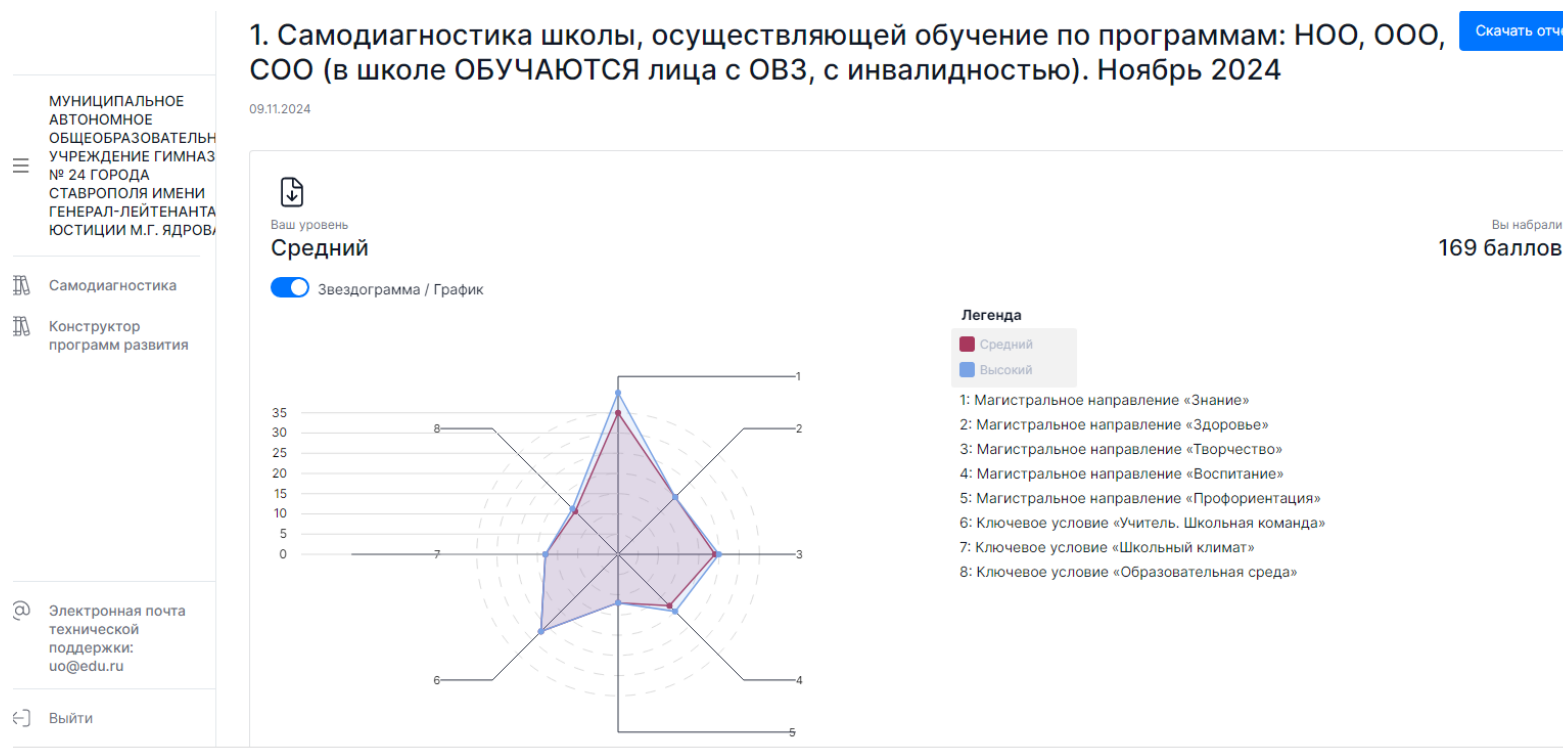 1. Самодиагностика школы, осуществляющей обучение по программам: НОО, ООО,
СОО (в школе ОБУЧАЮТСЯ лица с ОВЗ, с инвалидностью). Ноябрь 2024
Скачать отче
09.11.2024
МУНИЦИПАЛЬНОЕ
АВТОНОМНОЕ
ОБЩЕОБРАЗОВАТЕЛЬН
УЧРЕЖДЕНИЕ ГИМНАЗ
№ 24 ГОРОДА
СТАВРОПОЛЯ ИМЕНИ
ГЕНЕРАЛ-ЛЕЙТЕНАНТА
ЮСТИЦИИ М.Г. ЯДРОВА
Самодиагностика
Конструктор
программ развития
Электронная почта
технической
поддержки:
uo@edu.ru
Выйти
Ваш уровень
Средний
Вы набрали
169 баллов
Звездограмма / График
35
30
25
20
15
10
5
0
1
2
3
4
5
6
7
8
Легенда
Средний
Высокий
1: Магистральное направление «Знание»
2: Магистральное направление «Здоровье»
3: Магистральное направление «Творчество»
4: Магистральное направление «Воспитание»
5: Магистральное направление «Профориентация»
6: Ключевое условие «Учитель. Школьная команда»
7: Ключевое условие «Школьный климат»
8: Ключевое условие «Образовательная среда»